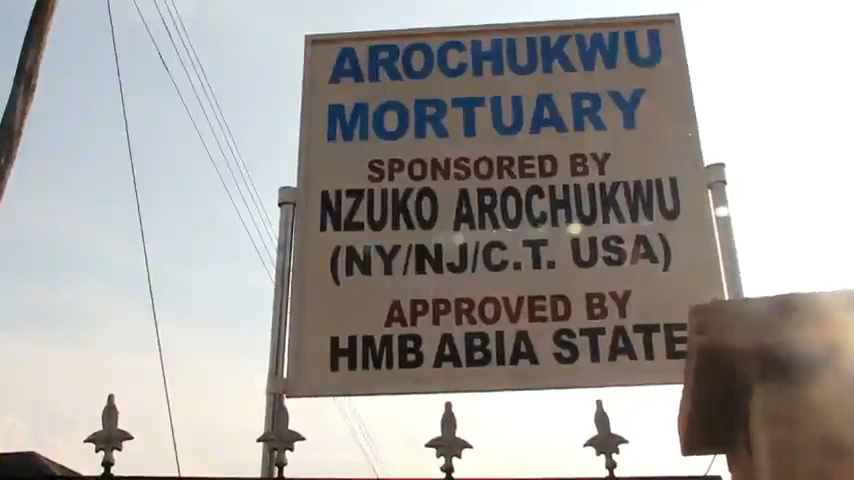 AROCHUKWU
MORTUARY
SPONSORED BY
NZUKO AROCHUKWU
(NY/NJ/C.T. USA)
APPROVED BY
HMB ABIA STATE